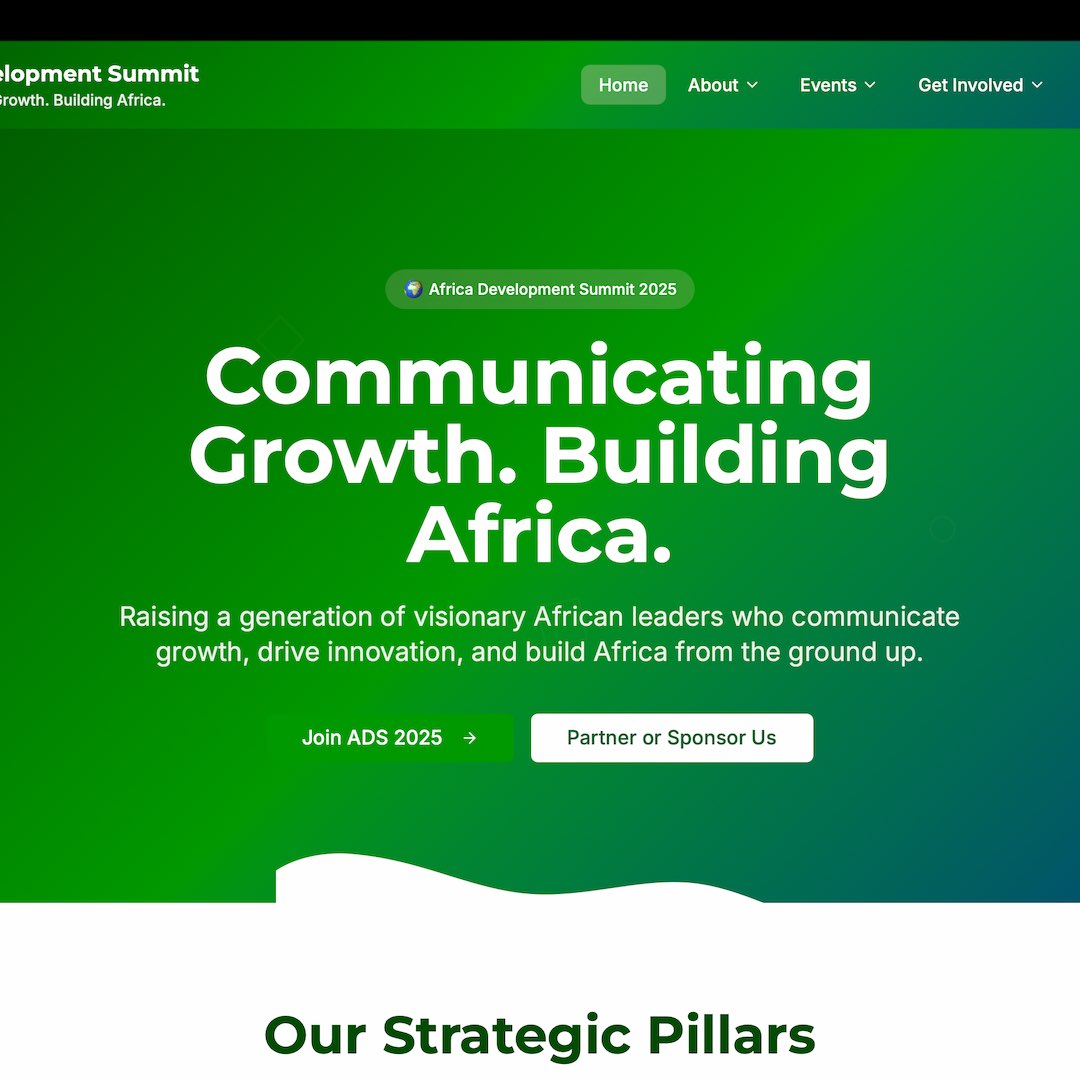 elopment Summit
Growth. Building Africa.
Home
About
Events
Get Involved
Africa Development Summit 2025
Communicating
Growth. Building
Africa.
Raising a generation of visionary African leaders who communicate
growth, drive innovation, and build Africa from the ground up.
Join ADS 2025 →
Partner or Sponsor Us
Our Strategic Pillars